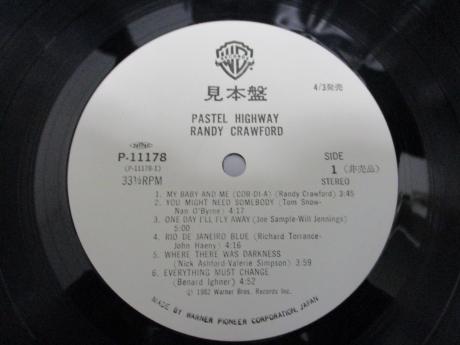 見本盤
4/3発売
PASTEL HIGHWAY
RANDY CRAWFORD
P-11178
(P-11178-1)
33⅓RPM
SIDE
1 (非売品)
STEREO
1 MY BABY AND ME (COR-DI-A) (Randy Crawford) 3:45
2. YOU MIGHT NEED SOMEBODY (Tom Snow-
Nan O'Byrne) 4:17
3 ONE DAY I'LL FLY AWAY (Joe Sample-Will Jennings)
5:00
4. RIO DE JANEIRO BLUE (Richard Torrance-
John Haeny) 4:16
5 WHERE THERE WAS DARKNESS
(Nick Ashford-Valerie Simpson) 3:59
6 EVERYTHING MUST CHANGE
(Benard Ighner) 4:52
℗ 1982 Warner Bros. Records Inc.
MADE BY WARNER PIONEER CORPORATION, JAPAN